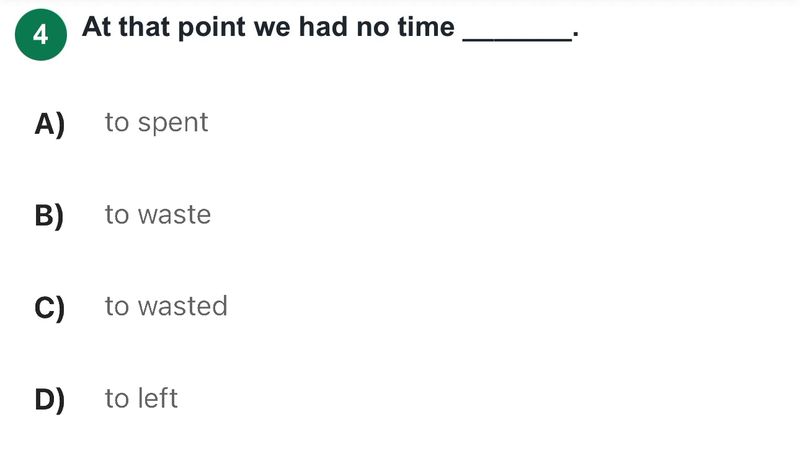 4 At that point we had no time _______.
A) to spent
B) to waste
C) to wasted
D) to left